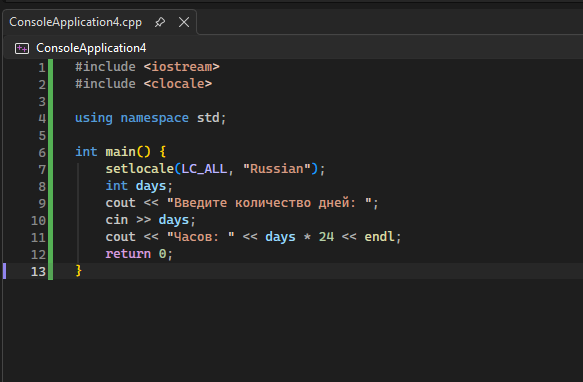 ConsoleApplication4.cpp
ConsoleApplication4
1 #include <iostream>
2 #include <clocale>
3
4 using namespace std;
5
6 int main() {
7 setlocale(LC_ALL, "Russian");
8 int days;
9 cout << "Введите количество дней: ";
10 cin >> days;
11 cout << "Часов: " << days * 24 << endl;
12 return 0;
13 }